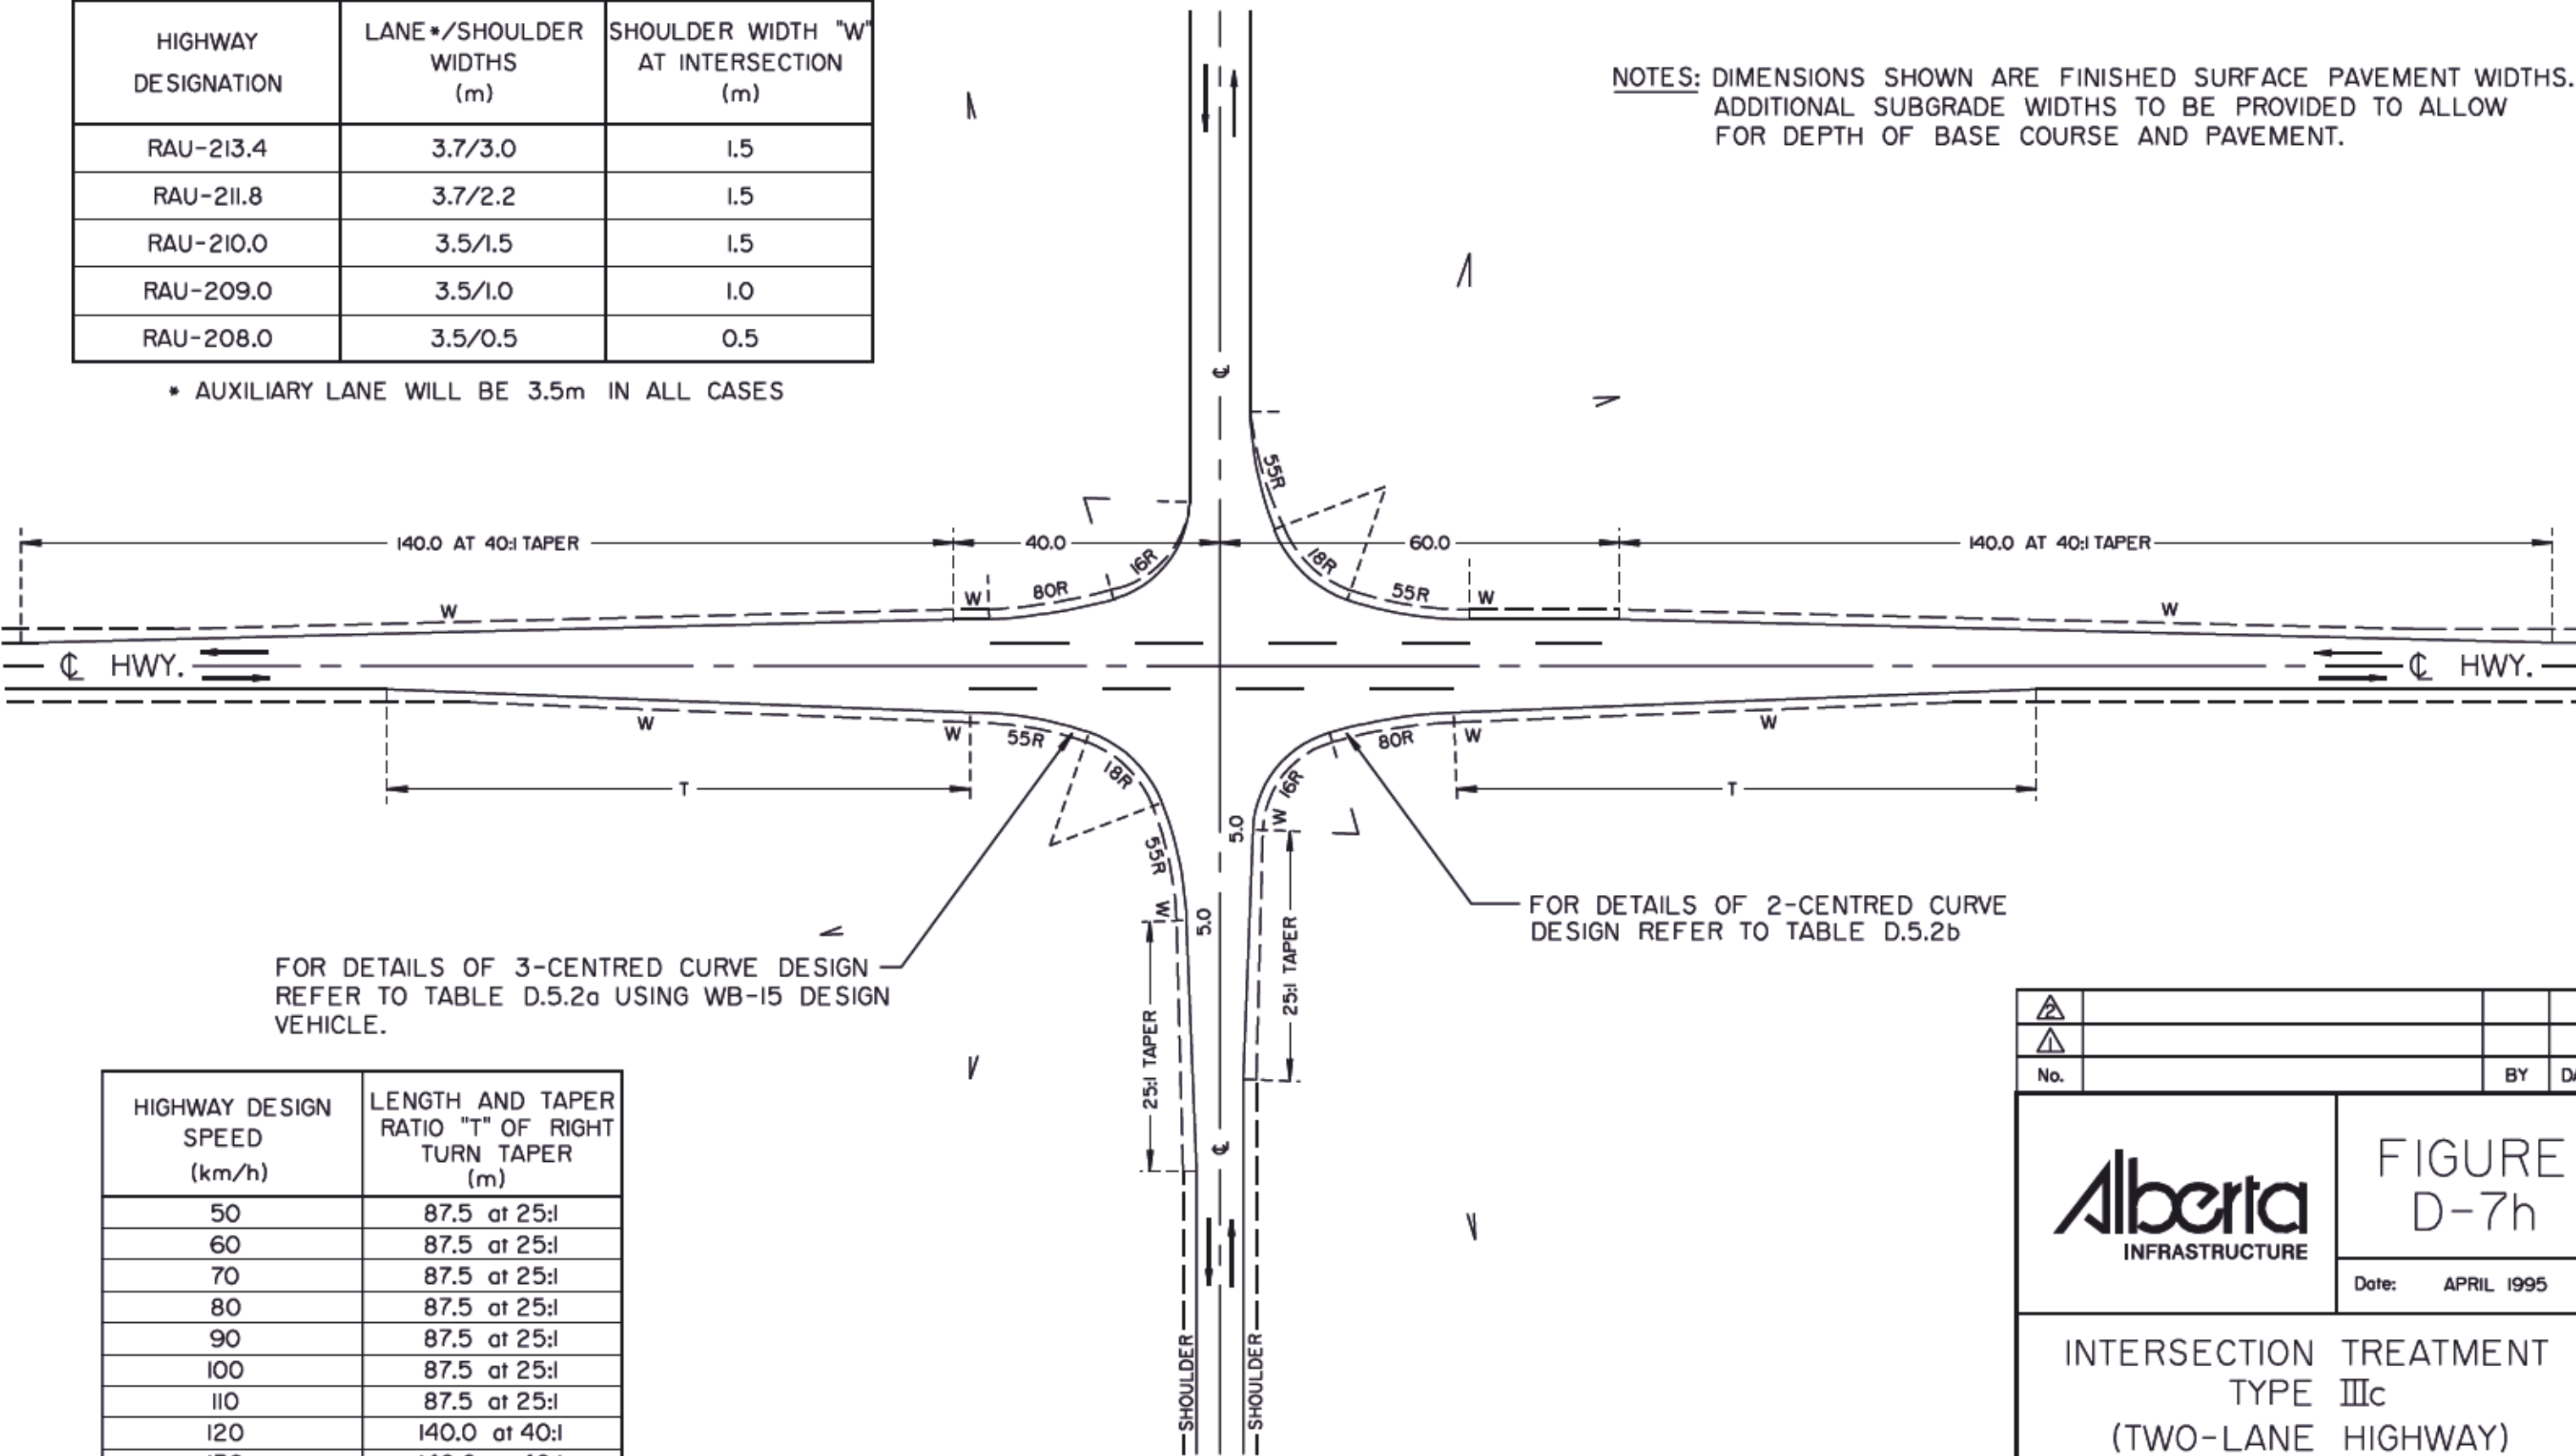 HIGHWAY DESIGNATION
LANE*/SHOULDER WIDTHS (m)
SHOULDER WIDTH "W" AT INTERSECTION (m)
RAU-213.4 3.7/3.0 1.5
RAU-211.8 3.7/2.2 1.5
RAU-210.0 3.5/1.5 1.5
RAU-209.0 3.5/1.0 1.0
RAU-208.0 3.5/0.5 0.5
* AUXILIARY LANE WILL BE 3.5m IN ALL CASES
NOTES: DIMENSIONS SHOWN ARE FINISHED SURFACE PAVEMENT WIDTHS.
ADDITIONAL SUBGRADE WIDTHS TO BE PROVIDED TO ALLOW
FOR DEPTH OF BASE COURSE AND PAVEMENT.
℄
55R
140.0 AT 40:1 TAPER
40.0
60.0
140.0 AT 40:1 TAPER
16R
18R
W
W
80R
55R
W
W
℄ HWY.
℄ HWY.
W
W
55R
80R
W
W
18R
16R
T
T
W
5.0
55R
W
5.0
25:1 TAPER
25:1 TAPER
FOR DETAILS OF 2-CENTRED CURVE
DESIGN REFER TO TABLE D.5.2b
FOR DETAILS OF 3-CENTRED CURVE DESIGN
REFER TO TABLE D.5.2a USING WB-15 DESIGN
VEHICLE.
℄
SHOULDER
SHOULDER
HIGHWAY DESIGN SPEED (km/h)
LENGTH AND TAPER RATIO "T" OF RIGHT TURN TAPER (m)
50 87.5 at 25:1
60 87.5 at 25:1
70 87.5 at 25:1
80 87.5 at 25:1
90 87.5 at 25:1
100 87.5 at 25:1
110 87.5 at 25:1
120 140.0 at 40:1
2
1
No. BY
Alberta
INFRASTRUCTURE
FIGURE
D-7h
Date: APRIL 1995
INTERSECTION TREATMENT
TYPE IIIc
(TWO-LANE HIGHWAY)